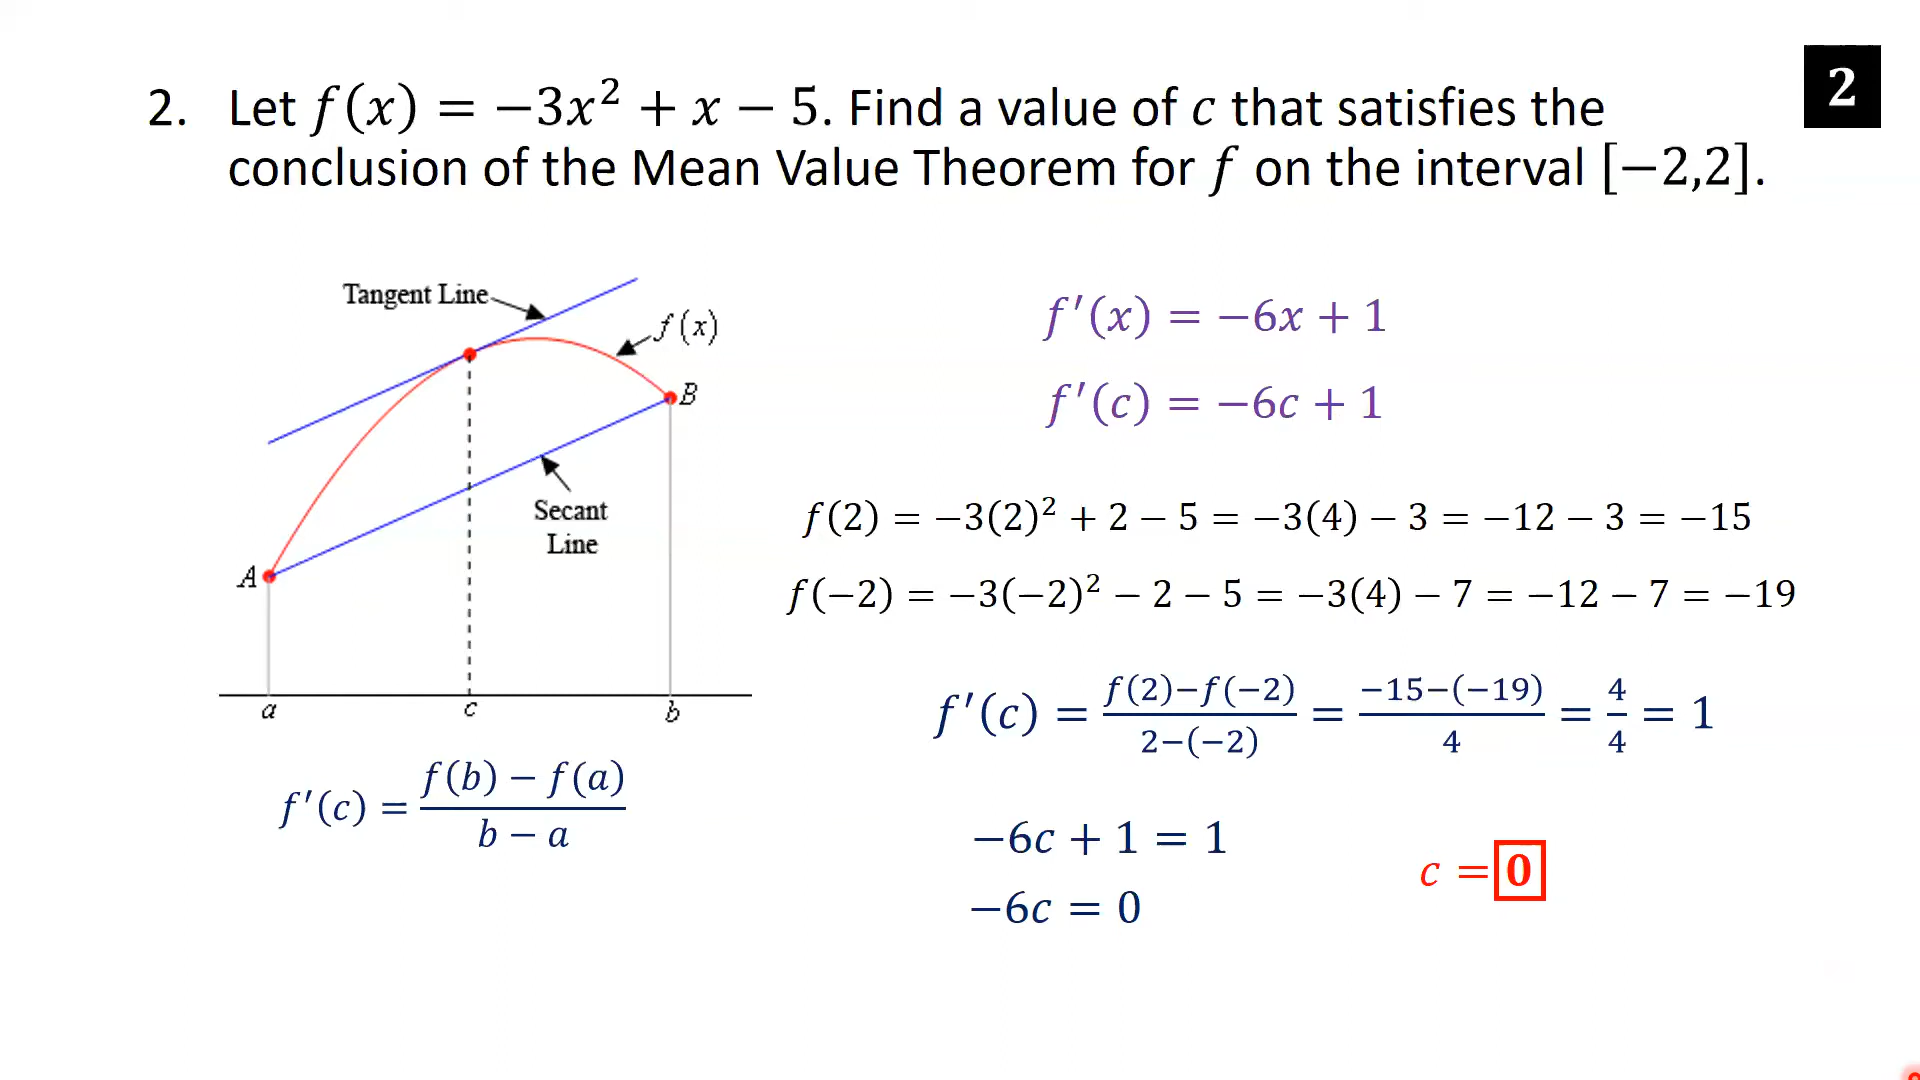 2
2. Let f(x) = −3x² + x − 5. Find a value of c that satisfies the
conclusion of the Mean Value Theorem for f on the interval [−2,2].
Tangent Line
f(x)
B
Secant
Line
A
a c b
f′(c) = (f(b) − f(a))/(b − a)
f′(x) = −6x + 1
f′(c) = −6c + 1
f(2) = −3(2)² + 2 − 5 = −3(4) − 3 = −12 − 3 = −15
f(−2) = −3(−2)² − 2 − 5 = −3(4) − 7 = −12 − 7 = −19
f′(c) = (f(2)−f(−2))/(2−(−2)) = (−15−(−19))/4 = 4/4 = 1
−6c + 1 = 1
−6c = 0
c = 0